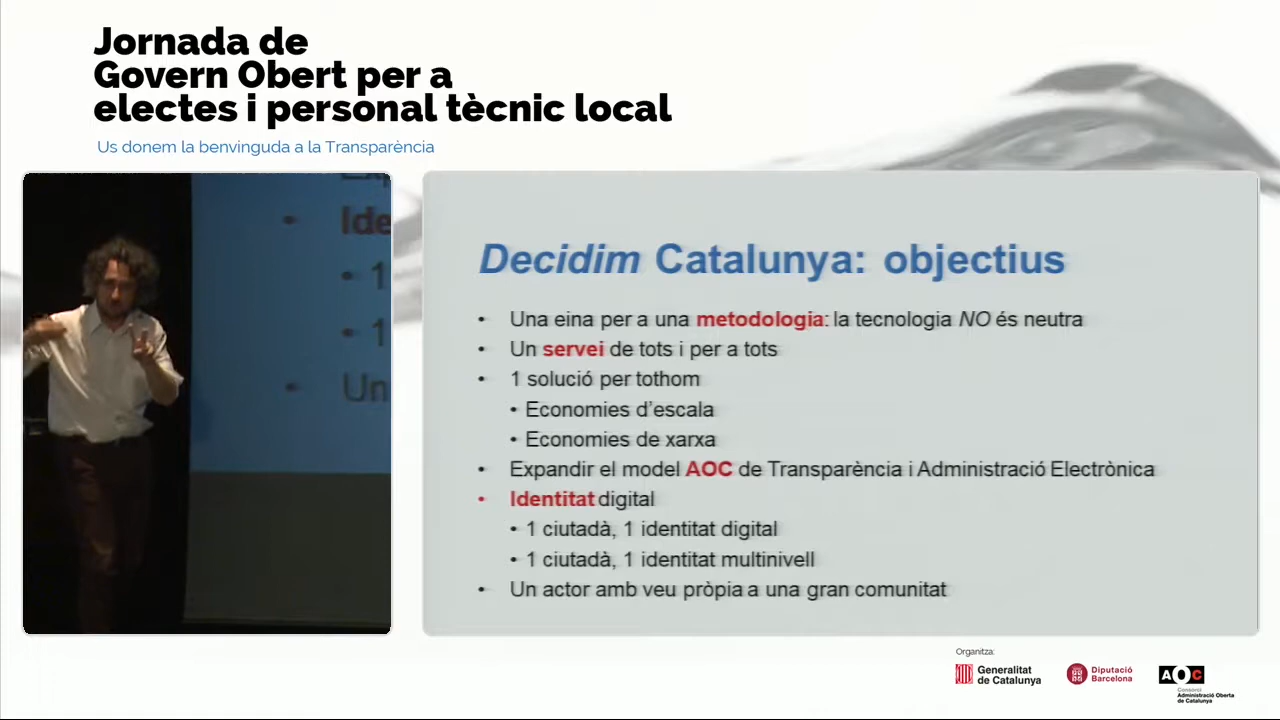 Jornada de
Govern Obert per a
electes i personal tècnic local
Us donem la benvinguda a la Transparència
Ide
• 1
• 1
• Un
Decidim Catalunya: objectius
• Una eina per a una metodologia: la tecnologia NO és neutra
• Un servei de tots i per a tots
• 1 solució per tothom
• Economies d'escala
• Economies de xarxa
• Expandir el model AOC de Transparència i Administració Electrònica
• Identitat digital
• 1 ciutadà, 1 identitat digital
• 1 ciutadà, 1 identitat multinivell
• Un actor amb veu pròpia a una gran comunitat
Organitza:
Generalitat
de Catalunya
Diputació
Barcelona
AOC
Consorci
Administració Oberta
de Catalunya